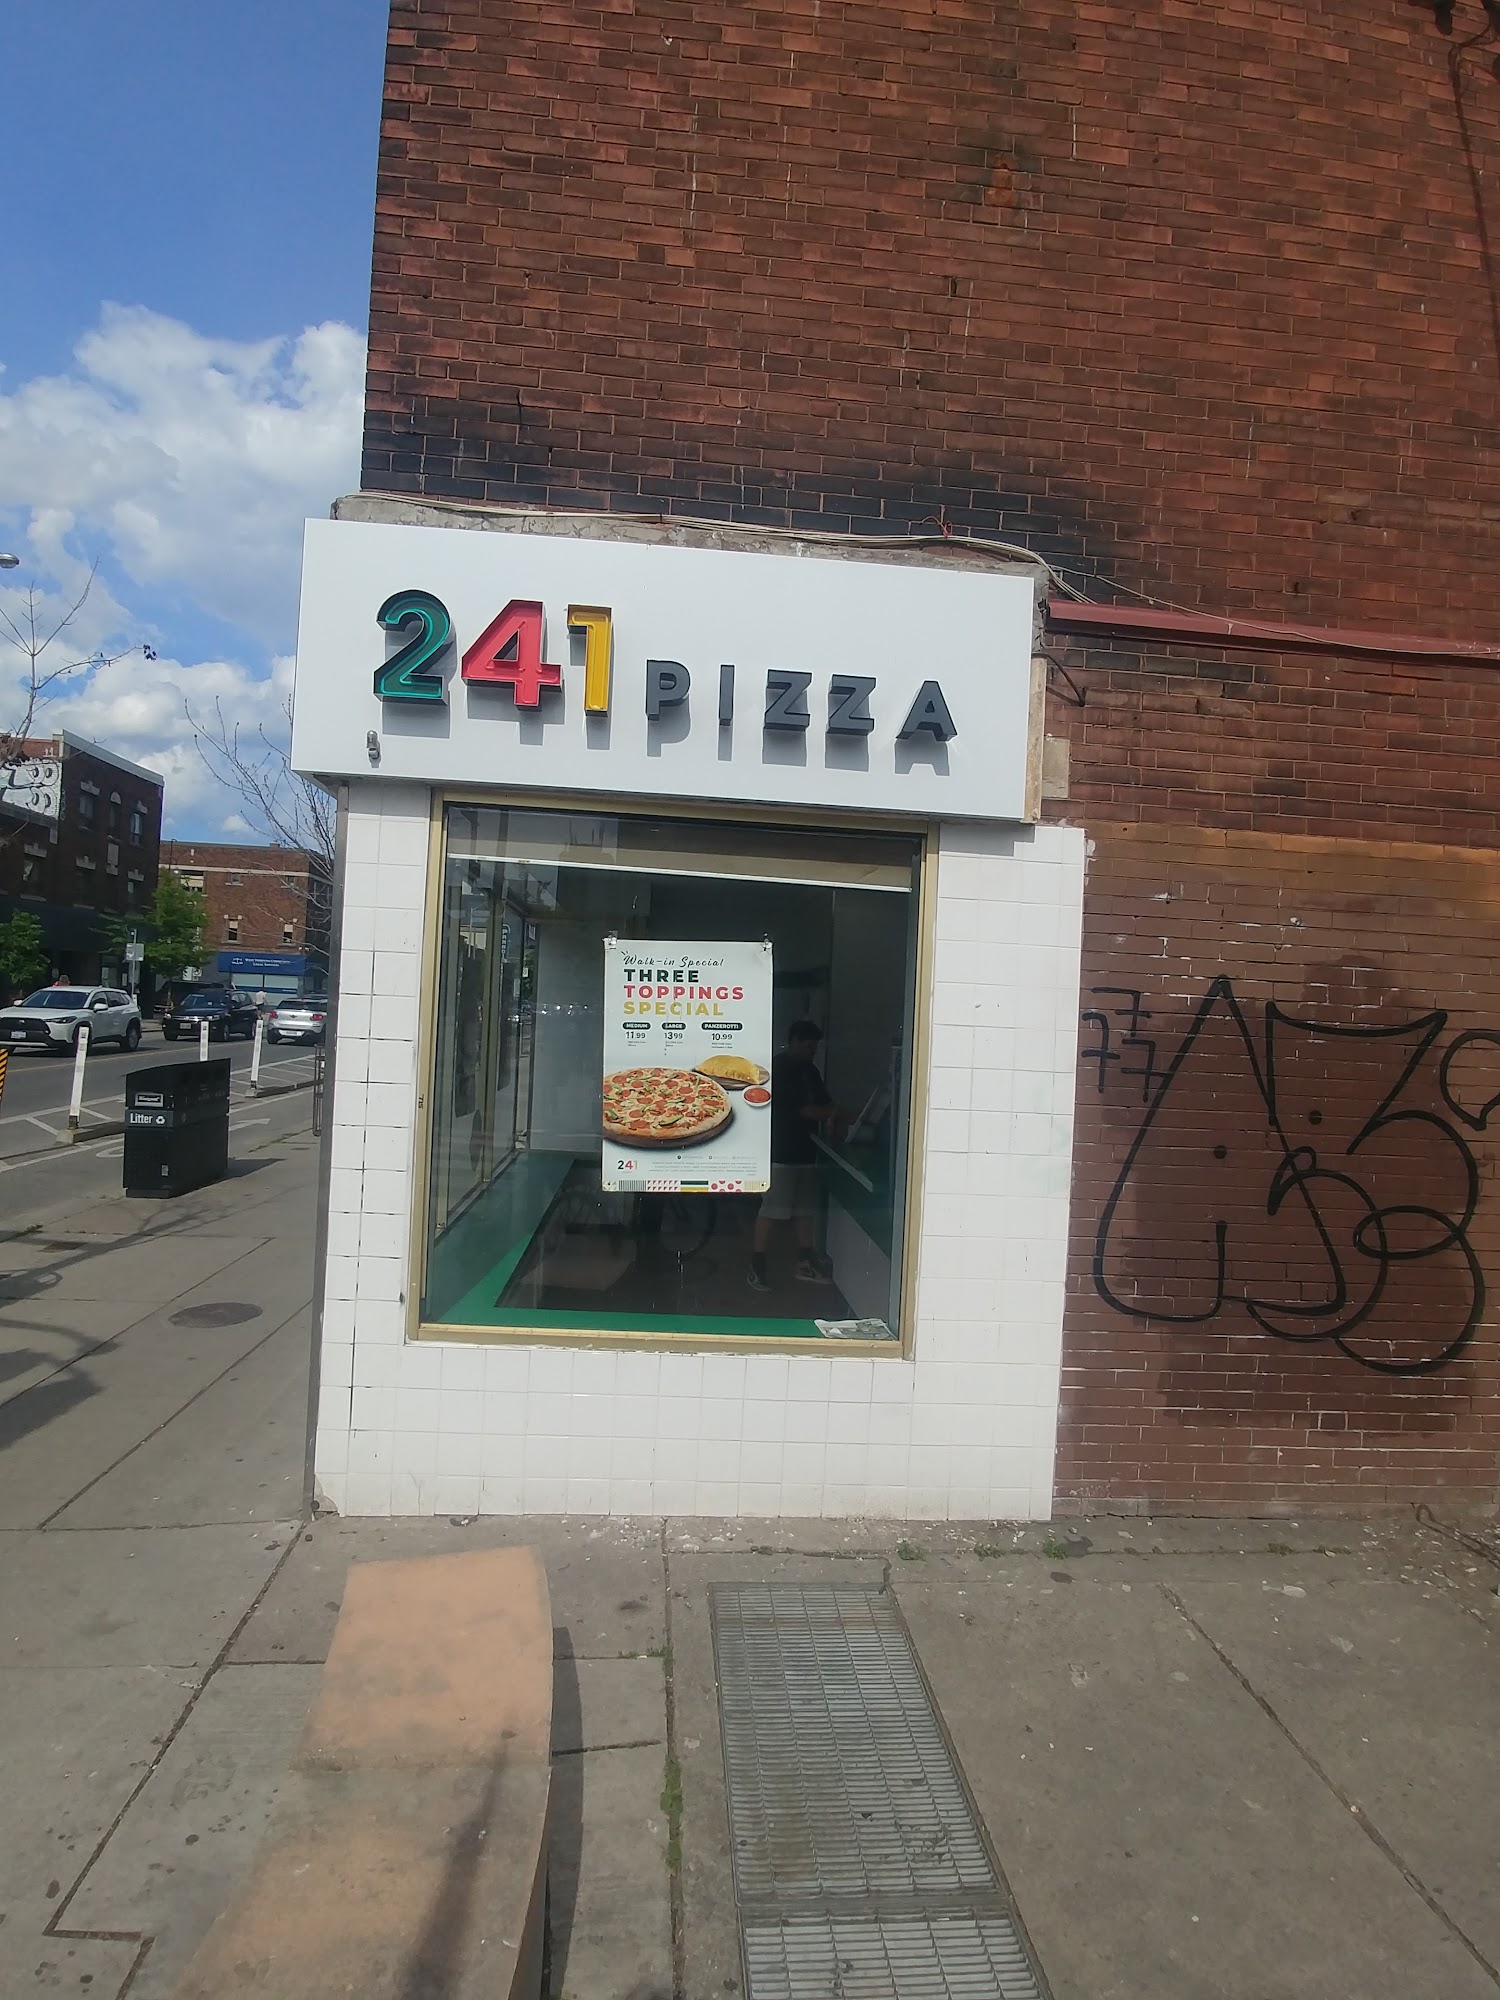 241 PIZZA
Walk-in Special
THREE
TOPPINGS
SPECIAL
MEDIUM LARGE PANZEROTTI
11.99 13.99 10.99
241
Litter